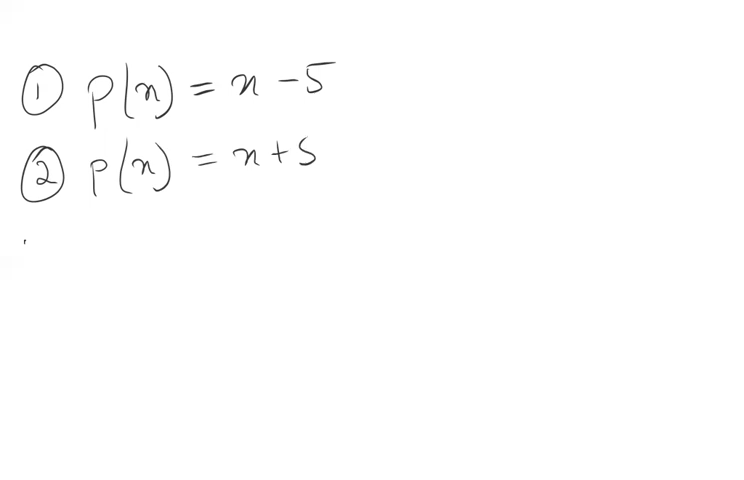 ① p(x) = x - 5
② p(x) = x + 5